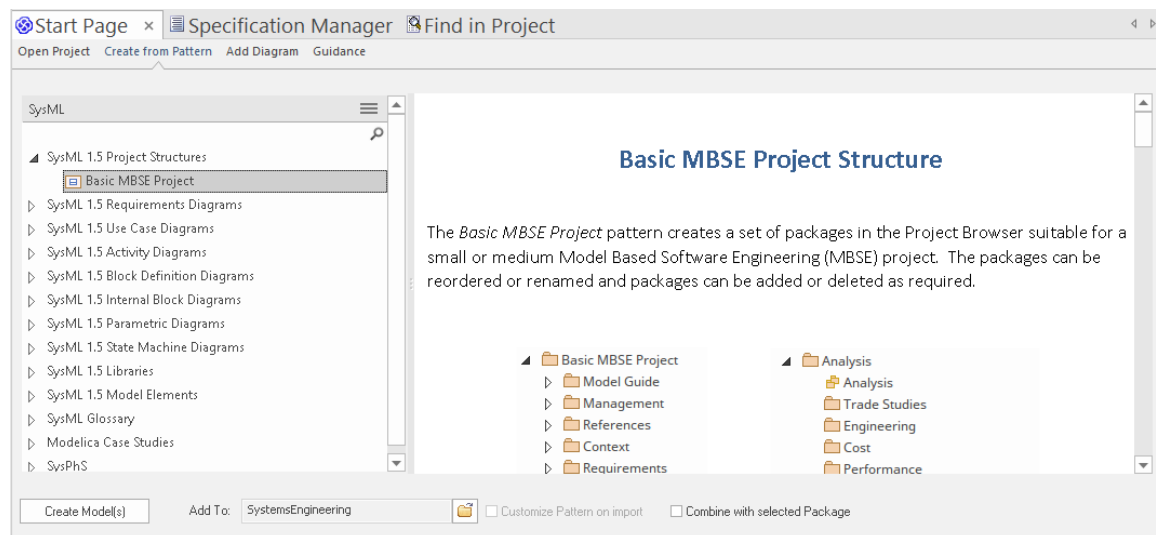 Start Page × Specification Manager Find in Project
Open Project Create from Pattern Add Diagram Guidance
SysML
SysML 1.5 Project Structures
Basic MBSE Project
SysML 1.5 Requirements Diagrams
SysML 1.5 Use Case Diagrams
SysML 1.5 Activity Diagrams
SysML 1.5 Block Definition Diagrams
SysML 1.5 Internal Block Diagrams
SysML 1.5 Parametric Diagrams
SysML 1.5 State Machine Diagrams
SysML 1.5 Libraries
SysML 1.5 Model Elements
SysML Glossary
Modelica Case Studies
SysPhS
Basic MBSE Project Structure
The Basic MBSE Project pattern creates a set of packages in the Project Browser suitable for a
small or medium Model Based Software Engineering (MBSE) project. The packages can be
reordered or renamed and packages can be added or deleted as required.
Basic MBSE Project
Model Guide
Management
References
Context
Requirements
Analysis
Analysis
Trade Studies
Engineering
Cost
Performance
Create Model(s) Add To: SystemsEngineering Customize Pattern on import Combine with selected Package